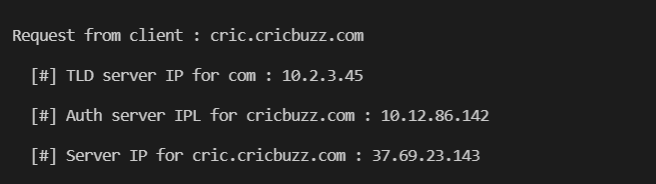 Request from client : cric.cricbuzz.com
[#] TLD server IP for com : 10.2.3.45
[#] Auth server IPL for cricbuzz.com : 10.12.86.142
[#] Server IP for cric.cricbuzz.com : 37.69.23.143